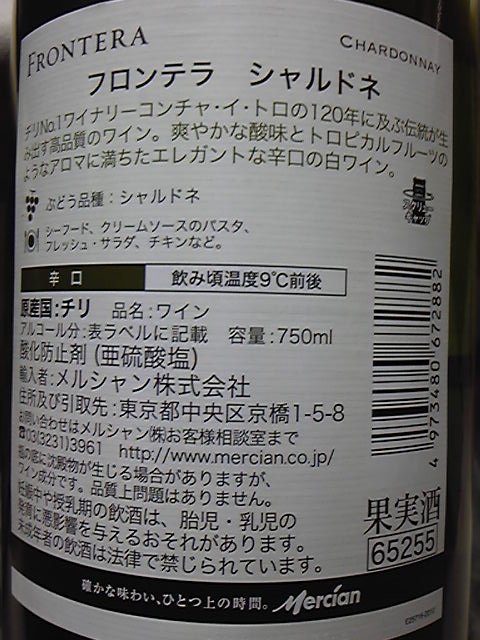 FRONTERA
CHARDONNAY
フロンテラ シャルドネ
チリNo.1ワイナリーコンチャ・イ・トロの120年に及ぶ伝統が生
み出す高品質のワイン。爽やかな酸味とトロピカルフルーツの
ようなアロマに満ちたエレガントな辛口の白ワイン。
ぶどう品種：シャルドネ
スクリュー
キャップ
シーフード、クリームソースのパスタ、
フレッシュ・サラダ、チキンなど。
辛口 飲み頃温度9℃前後
原産国：チリ 品名：ワイン
アルコール分：表ラベルに記載 容量：750ml
酸化防止剤（亜硫酸塩）
輸入者：メルシャン株式会社
住所及び引取先：東京都中央区京橋1-5-8
お問い合わせはメルシャン㈱お客様相談室まで
☎03(3231)3961 http://www.mercian.co.jp/
瓶の底に沈殿物が生じる場合がありますが、
ワイン成分です。品質上問題はありません。
妊娠中や授乳期の飲酒は、胎児・乳児の
発育に悪影響を与えるおそれがあります。
未成年者の飲酒は法律で禁じられています。
4 973480 672882
果実酒
65255
確かな味わい、ひとつ上の時間。 Mercian